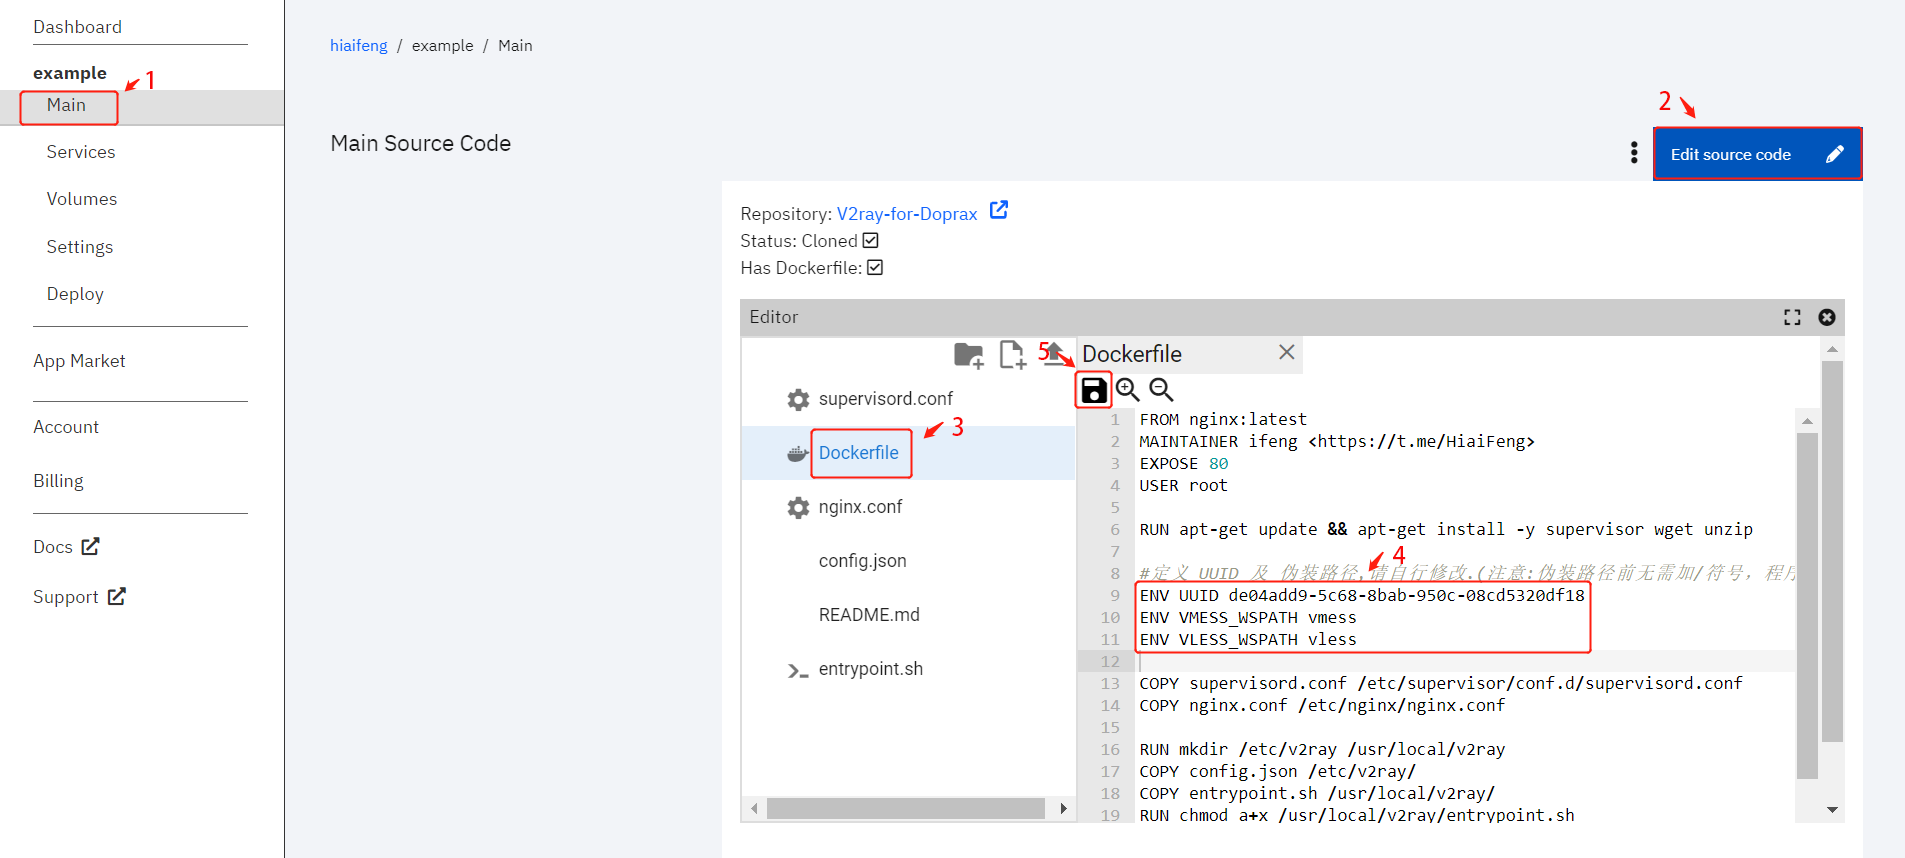 Dashboard
example
1
Main
Services
Volumes
Settings
Deploy
App Market
Account
Billing
Docs
Support
hiaifeng / example / Main
Main Source Code
2
Edit source code
Repository: V2ray-for-Doprax
Status: Cloned
Has Dockerfile:
Editor
supervisord.conf
Dockerfile
3
nginx.conf
config.json
README.md
entrypoint.sh
5
Dockerfile
1 FROM nginx:latest
2 MAINTAINER ifeng <https://t.me/HiaiFeng>
3 EXPOSE 80
4 USER root
5
6 RUN apt-get update && apt-get install -y supervisor wget unzip
7
4
8 #定义 UUID 及 伪装路径,请自行修改.(注意:伪装路径前无需加/符号，程序
9 ENV UUID de04add9-5c68-8bab-950c-08cd5320df18
10 ENV VMESS_WSPATH vmess
11 ENV VLESS_WSPATH vless
12
13 COPY supervisord.conf /etc/supervisor/conf.d/supervisord.conf
14 COPY nginx.conf /etc/nginx/nginx.conf
15
16 RUN mkdir /etc/v2ray /usr/local/v2ray
17 COPY config.json /etc/v2ray/
18 COPY entrypoint.sh /usr/local/v2ray/
19 RUN chmod a+x /usr/local/v2ray/entrypoint.sh